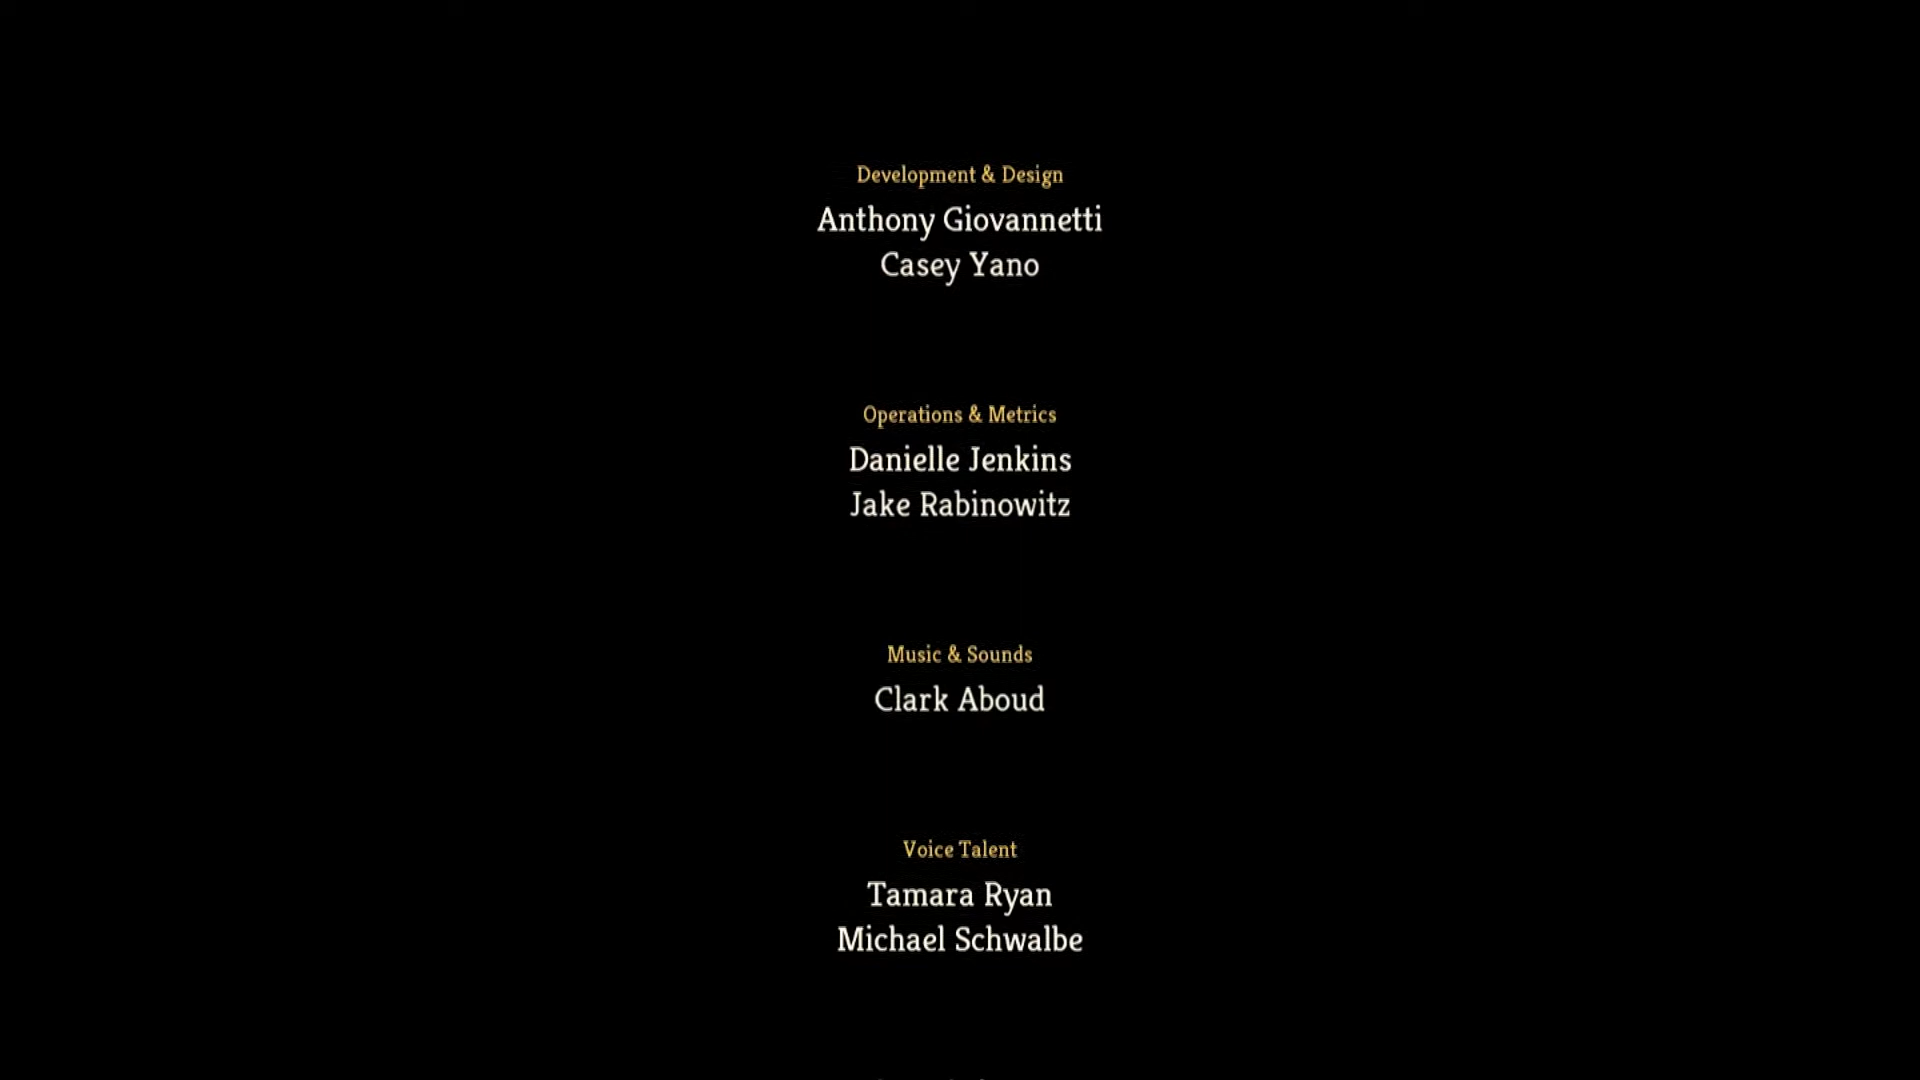 Development & Design
Anthony Giovannetti
Casey Yano
Operations & Metrics
Danielle Jenkins
Jake Rabinowitz
Music & Sounds
Clark Aboud
Voice Talent
Tamara Ryan
Michael Schwalbe